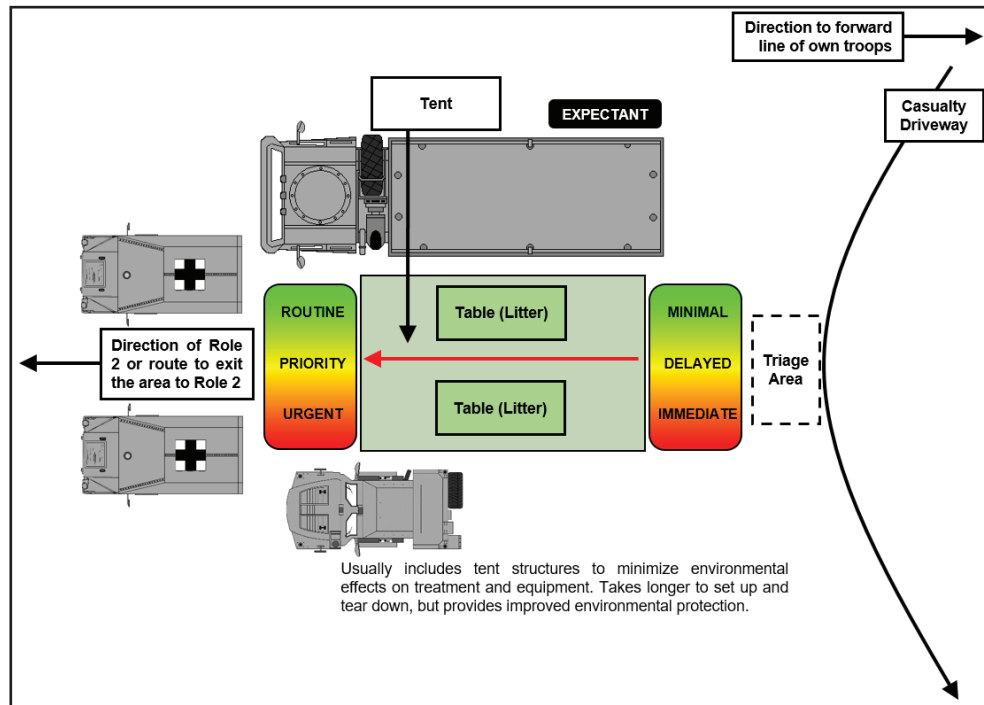 Direction to forward
line of own troops
Tent
EXPECTANT
Casualty
Driveway
ROUTINE
Table (Litter)
MINIMAL
Direction of Role
2 or route to exit
the area to Role 2
PRIORITY
DELAYED
Triage
Area
URGENT
Table (Litter)
IMMEDIATE
Usually includes tent structures to minimize environmental
effects on treatment and equipment. Takes longer to set up and
tear down, but provides improved environmental protection.